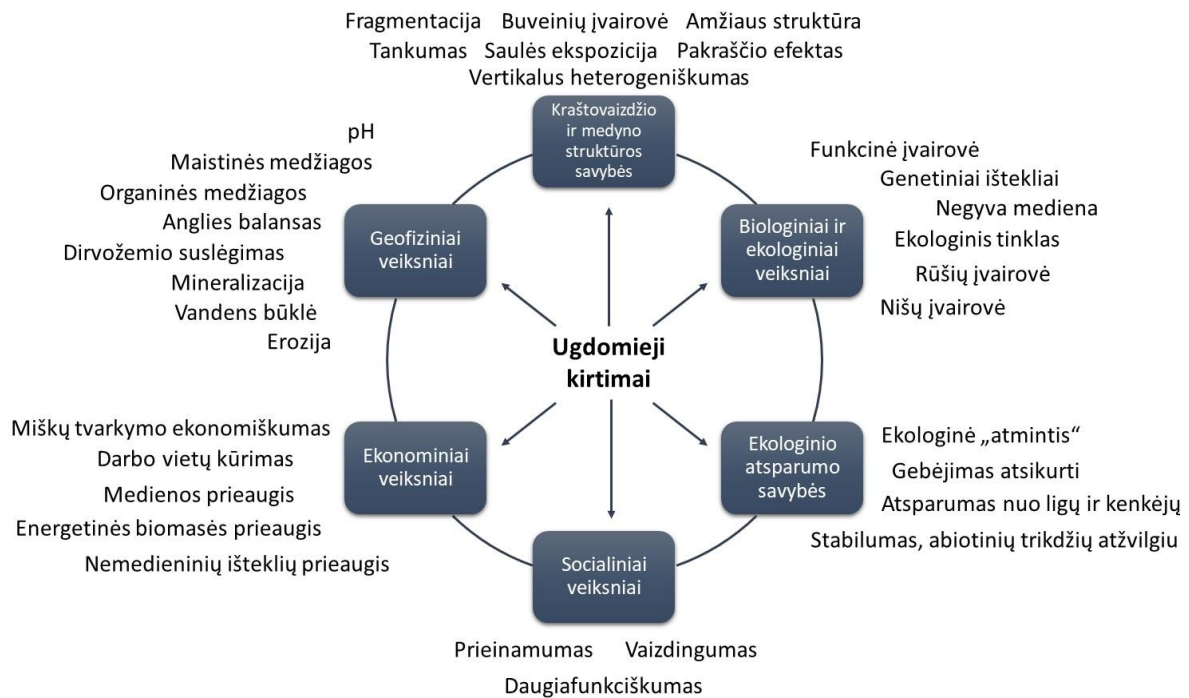 Fragmentacija Buveinių įvairovė Amžiaus struktūra
Tankumas Saulės ekspozicija Pakraščio efektas
Vertikalus heterogeniškumas
Kraštovaizdžio
ir medyno
struktūros
savybės
pH
Maistinės medžiagos
Organinės medžiagos
Anglies balansas
Dirvožemio suslėgimas
Mineralizacija
Vandens būklė
Erozija
Geofiziniai
veiksniai
Biologiniai ir
ekologiniai
veiksniai
Funkcinė įvairovė
Genetiniai ištekliai
Negyva mediena
Ekologinis tinklas
Rūšių įvairovė
Nišų įvairovė
Ugdomieji
kirtimai
Miškų tvarkymo ekonomiškumas
Darbo vietų kūrimas
Medienos prieaugis
Energetinės biomasės prieaugis
Nemedieninių išteklių prieaugis
Ekonominiai
veiksniai
Ekologinio
atsparumo
savybės
Ekologinė „atmintis“
Gebėjimas atsikurti
Atsparumas nuo ligų ir kenkėjų
Stabilumas, abiotinių trikdžių atžvilgiu
Socialiniai
veiksniai
Prieinamumas Vaizdingumas
Daugiafunkciškumas